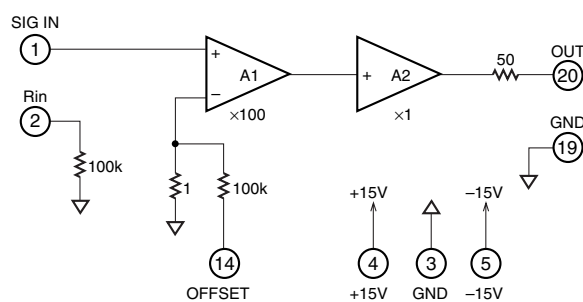 SIG IN
1
+
A1
−
×100
+
A2
×1
50
OUT
20
Rin
2
100k
GND
19
1
100k
14
OFFSET
+15V
4
+15V
3
GND
–15V
5
–15V